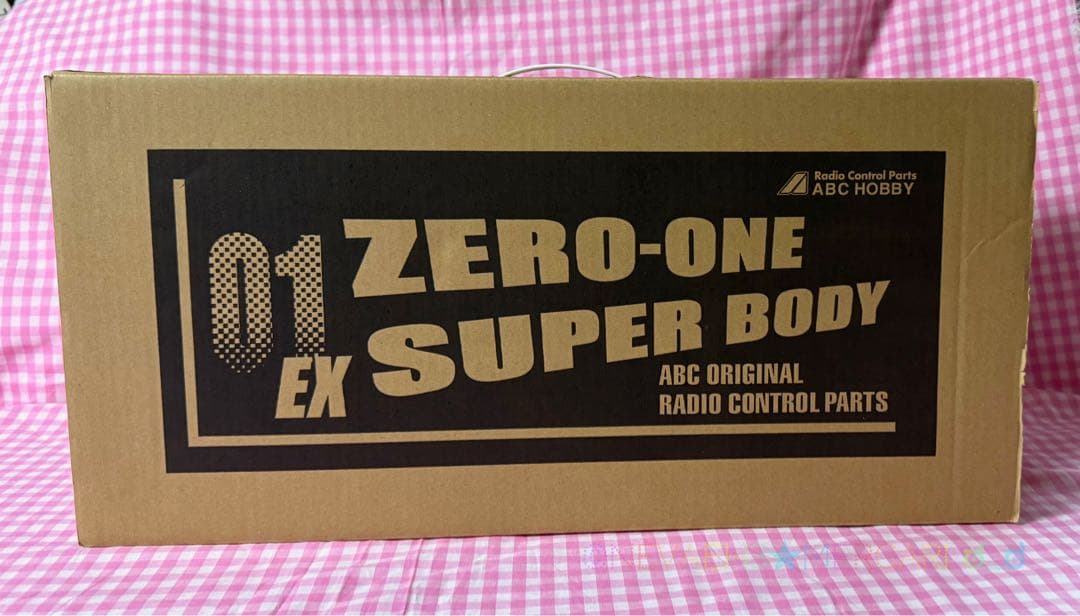 Radio Control Parts
ABC HOBBY
01
EX
ZERO-ONE
SUPER BODY
ABC ORIGINAL
RADIO CONTROL PARTS